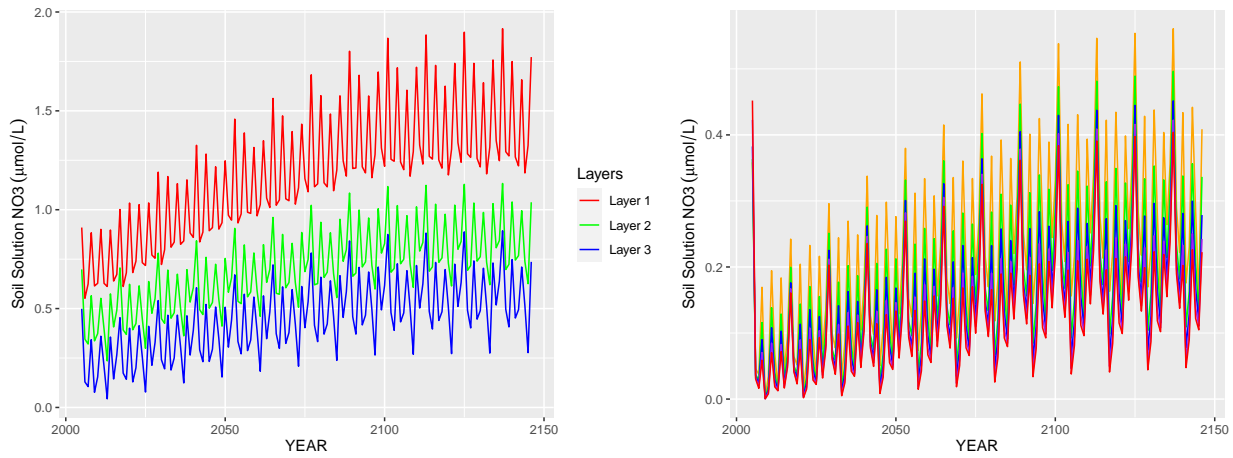 Soil Solution NO3 (μmol/L)
2.0
1.5
1.0
0.5
0.0
2000
2050
2100
2150
YEAR
Layers
Layer 1
Layer 2
Layer 3
Soil Solution NO3 (μmol/L)
0.4
0.2
0.0
2000
2050
2100
2150
YEAR